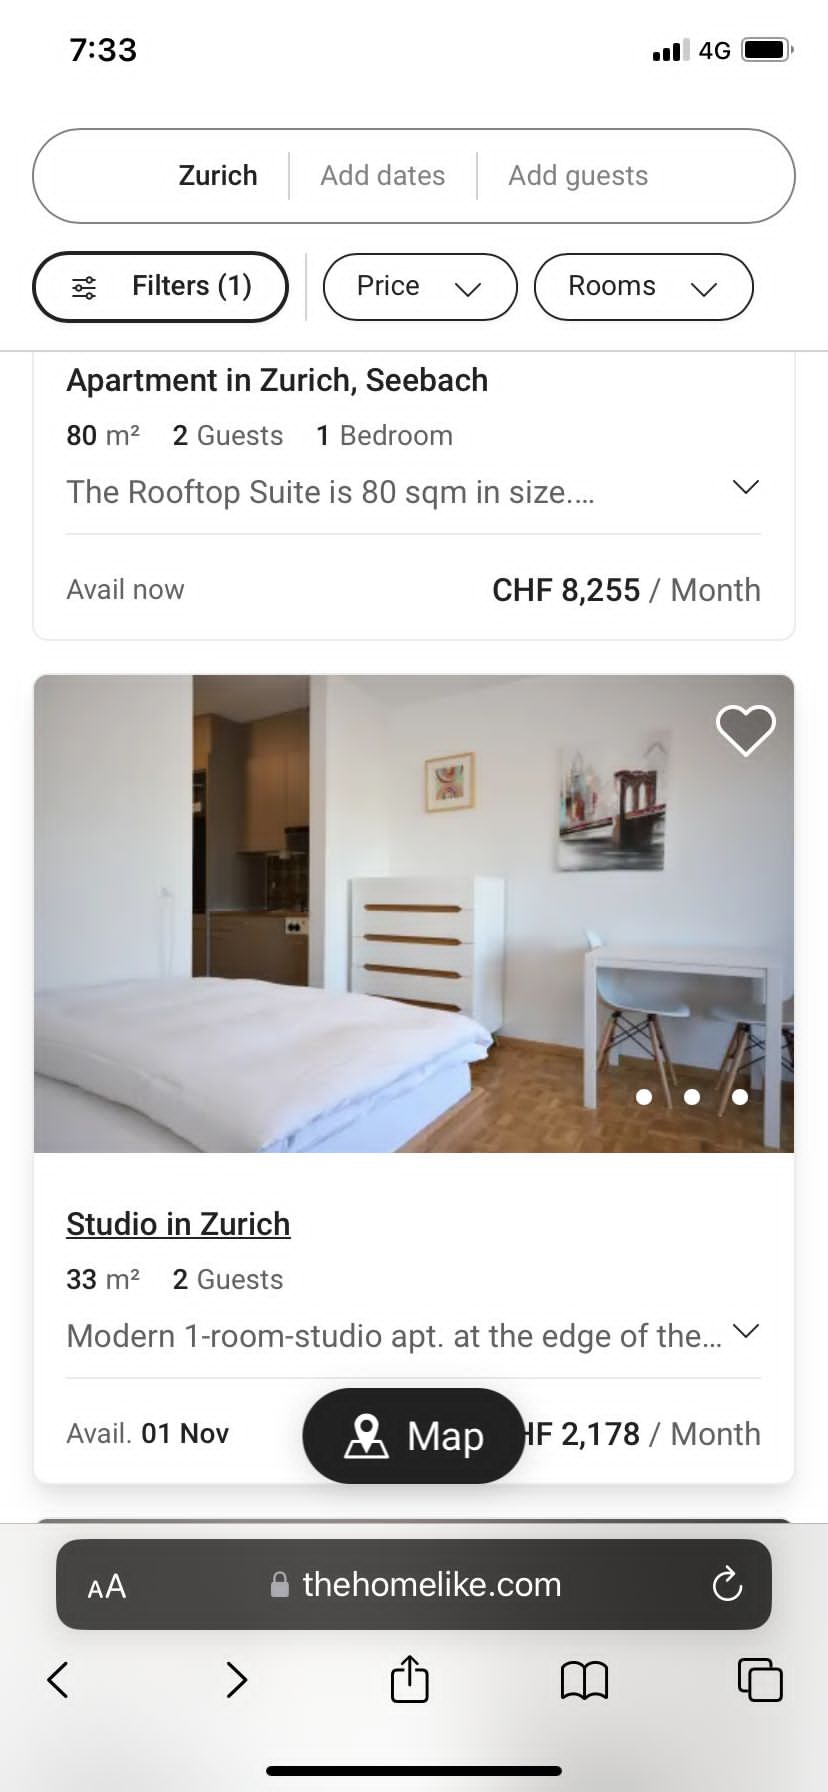 7:33
4G
Zurich
Add dates
Add guests
Filters (1)
Price
Rooms
Apartment in Zurich, Seebach
80 m² 2 Guests 1 Bedroom
The Rooftop Suite is 80 sqm in size....
Avail now
CHF 8,255 / Month
Studio in Zurich
33 m² 2 Guests
Modern 1-room-studio apt. at the edge of the...
Avail. 01 Nov
Map
HF 2,178 / Month
AA
thehomelike.com